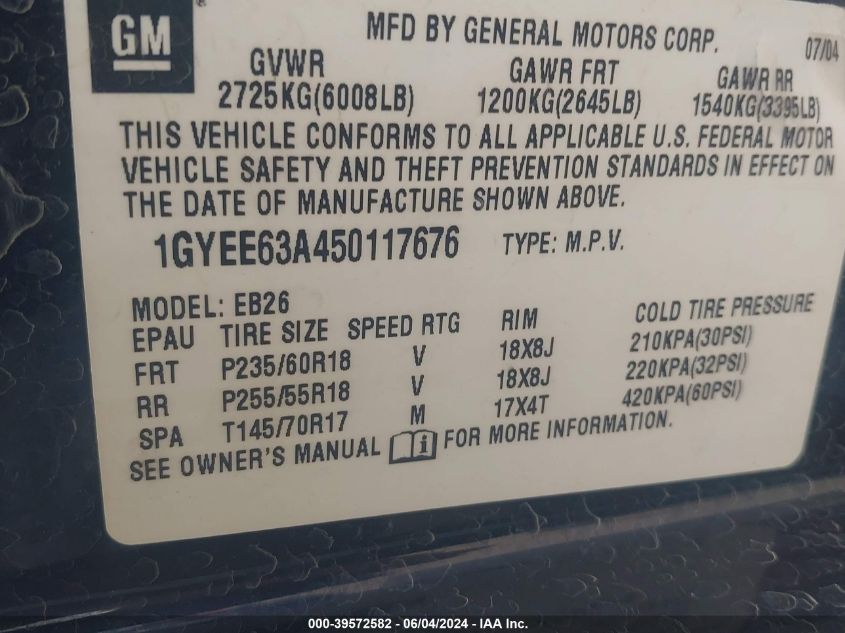 GM
MFD BY GENERAL MOTORS CORP.
07/04
GVWR GAWR FRT GAWR RR
2725KG(6008LB) 1200KG(2645LB) 1540KG(3395LB)
THIS VEHICLE CONFORMS TO ALL APPLICABLE U.S. FEDERAL MOTOR
VEHICLE SAFETY AND THEFT PREVENTION STANDARDS IN EFFECT ON
THE DATE OF MANUFACTURE SHOWN ABOVE.
1GYEE63A450117676 TYPE: M.P.V.
MODEL: EB26
EPAU TIRE SIZE SPEED RTG RIM COLD TIRE PRESSURE
FRT P235/60R18 V 18X8J 210KPA(30PSI)
RR P255/55R18 V 18X8J 220KPA(32PSI)
SPA T145/70R17 M 17X4T 420KPA(60PSI)
SEE OWNER'S MANUAL i FOR MORE INFORMATION.
000-39572582 - 06/04/2024 - IAA Inc.